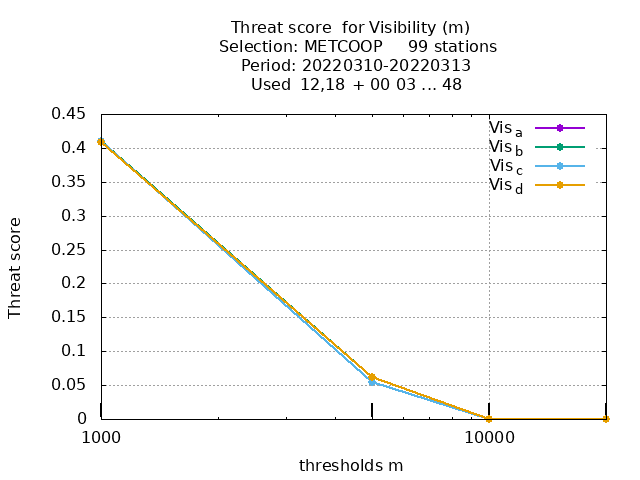 Threat score  for Visibility (m)
Selection: METCOOP     99 stations
Period: 20220310-20220313
Used  12,18  + 00 03 ... 48
0.45
0.4
0.35
0.3
0.25
0.2
0.15
0.1
0.05
0
Threat score
Vis a
Vis b
Vis c
Vis d
1000
10000
thresholds m